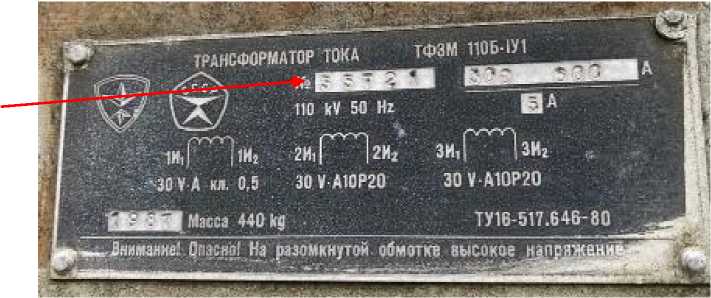 ТРАНСФОРМАТОР ТОКА ТФЗМ 110Б-IУ1
№ 55721 300 600 А
110 kV 50 Hz 5 А
1И₁ 1И₂ 2И₁ 2И₂ 3И₁ 3И₂
30 V·A кл. 0,5 30 V·A10P20 30 V·A10P20
1987 Масса 440 kg ТУ16-517.646-80
Внимание! Опасно! На разомкнутой обмотке высокое напряжение